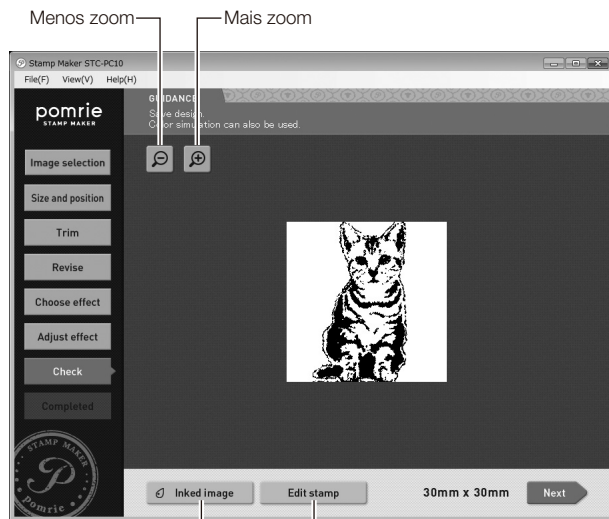 Menos zoom
Mais zoom
Stamp Maker STC-PC10
File(F) View(V) Help(H)
pomrie
STAMP MAKER
GUIDANCE
Save design.
Color simulation can also be used.
Image selection
Size and position
Trim
Revise
Choose effect
Adjust effect
Check
Completed
STAMP MAKER
Pomrie
Inked image
Edit stamp
30mm x 30mm
Next